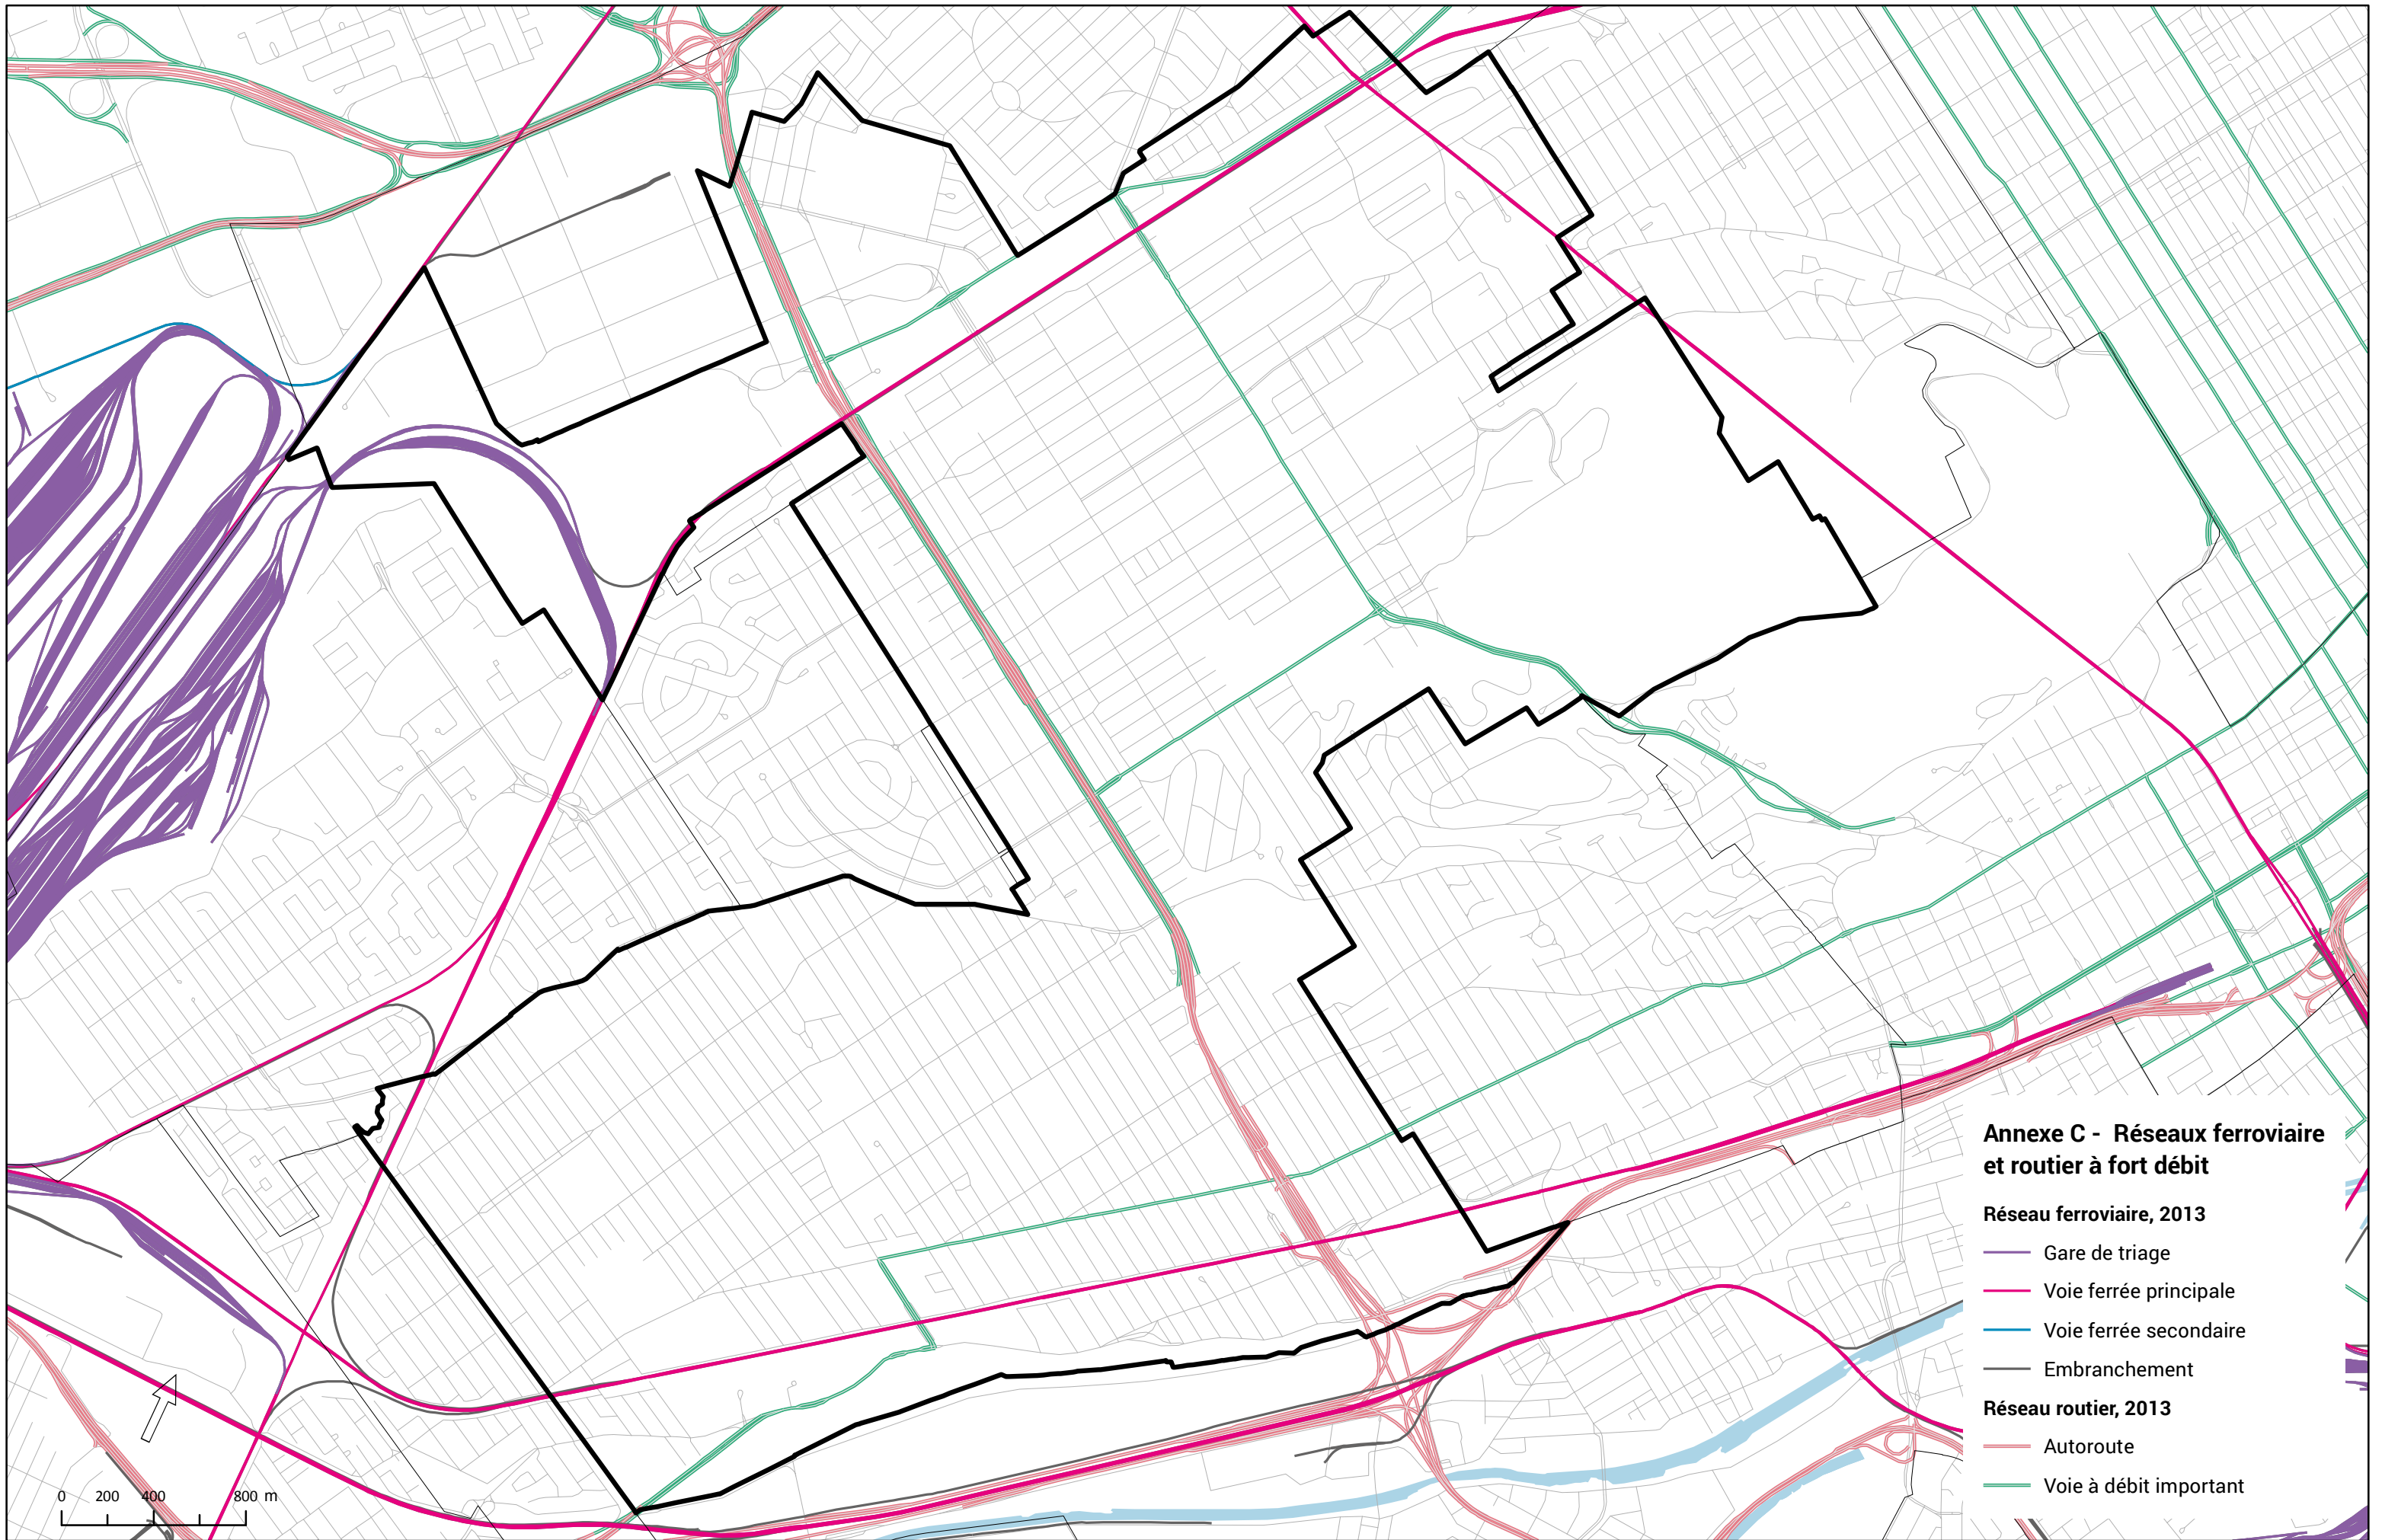 Annexe C - Réseaux ferroviaire
et routier à fort débit
Réseau ferroviaire, 2013
Gare de triage
Voie ferrée principale
Voie ferrée secondaire
Embranchement
Réseau routier, 2013
Autoroute
Voie à débit important
0 200 400 800 m